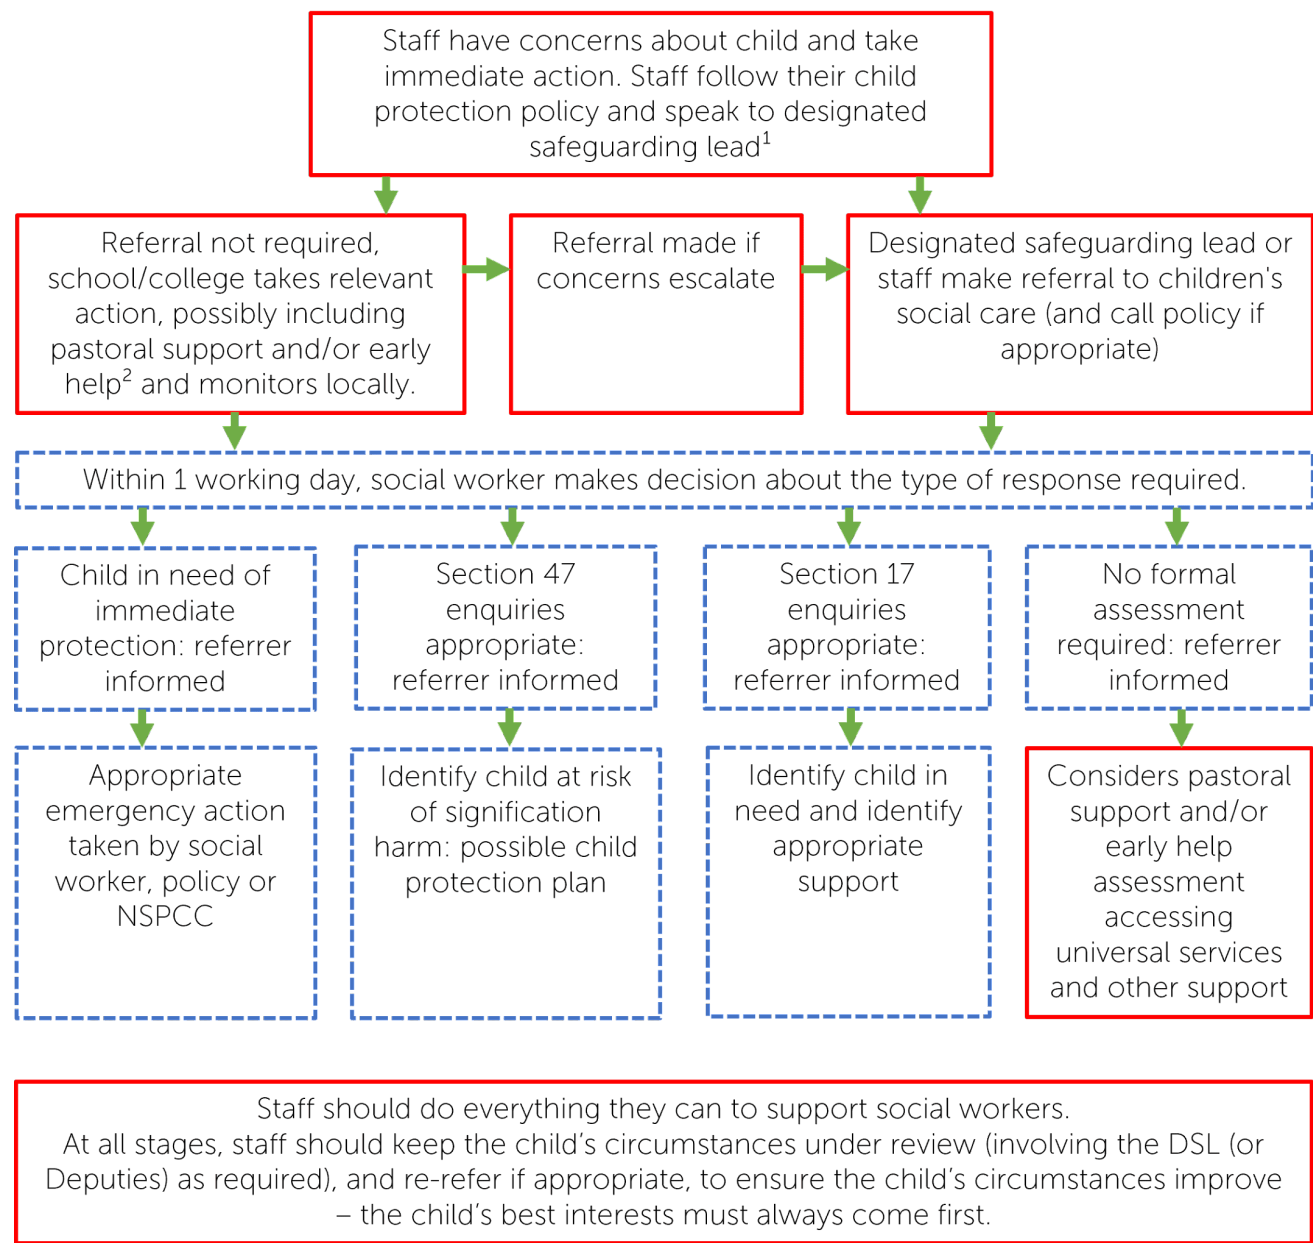 Staff have concerns about child and take
immediate action. Staff follow their child
protection policy and speak to designated
safeguarding lead¹
Referral not required,
school/college takes relevant
action, possibly including
pastoral support and/or early
help² and monitors locally.
Referral made if
concerns escalate
Designated safeguarding lead or
staff make referral to children's
social care (and call policy if
appropriate)
Within 1 working day, social worker makes decision about the type of response required.
Child in need of
immediate
protection: referrer
informed
Section 47
enquiries
appropriate:
referrer informed
Section 17
enquiries
appropriate:
referrer informed
No formal
assessment
required: referrer
informed
Appropriate
emergency action
taken by social
worker, policy or
NSPCC
Identify child at risk
of signification
harm: possible child
protection plan
Identify child in
need and identify
appropriate
support
Considers pastoral
support and/or
early help
assessment
accessing
universal services
and other support
Staff should do everything they can to support social workers.
At all stages, staff should keep the child’s circumstances under review (involving the DSL (or
Deputies) as required), and re-refer if appropriate, to ensure the child’s circumstances improve
– the child’s best interests must always come first.